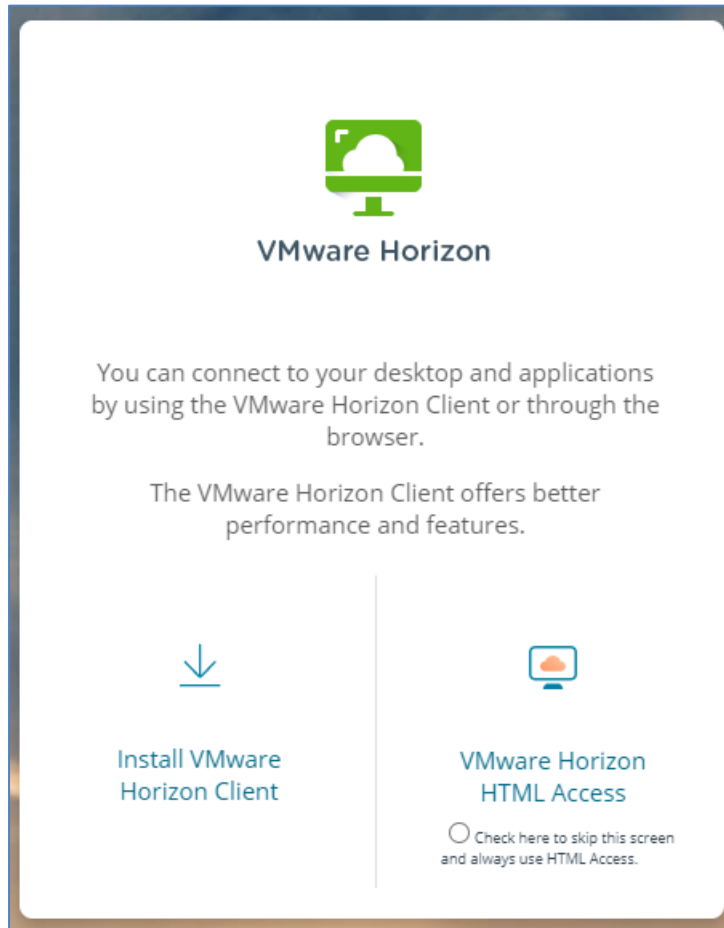 VMware Horizon
You can connect to your desktop and applications
by using the VMware Horizon Client or through the
browser.
The VMware Horizon Client offers better
performance and features.
Install VMware
Horizon Client
VMware Horizon
HTML Access
Check here to skip this screen
and always use HTML Access.